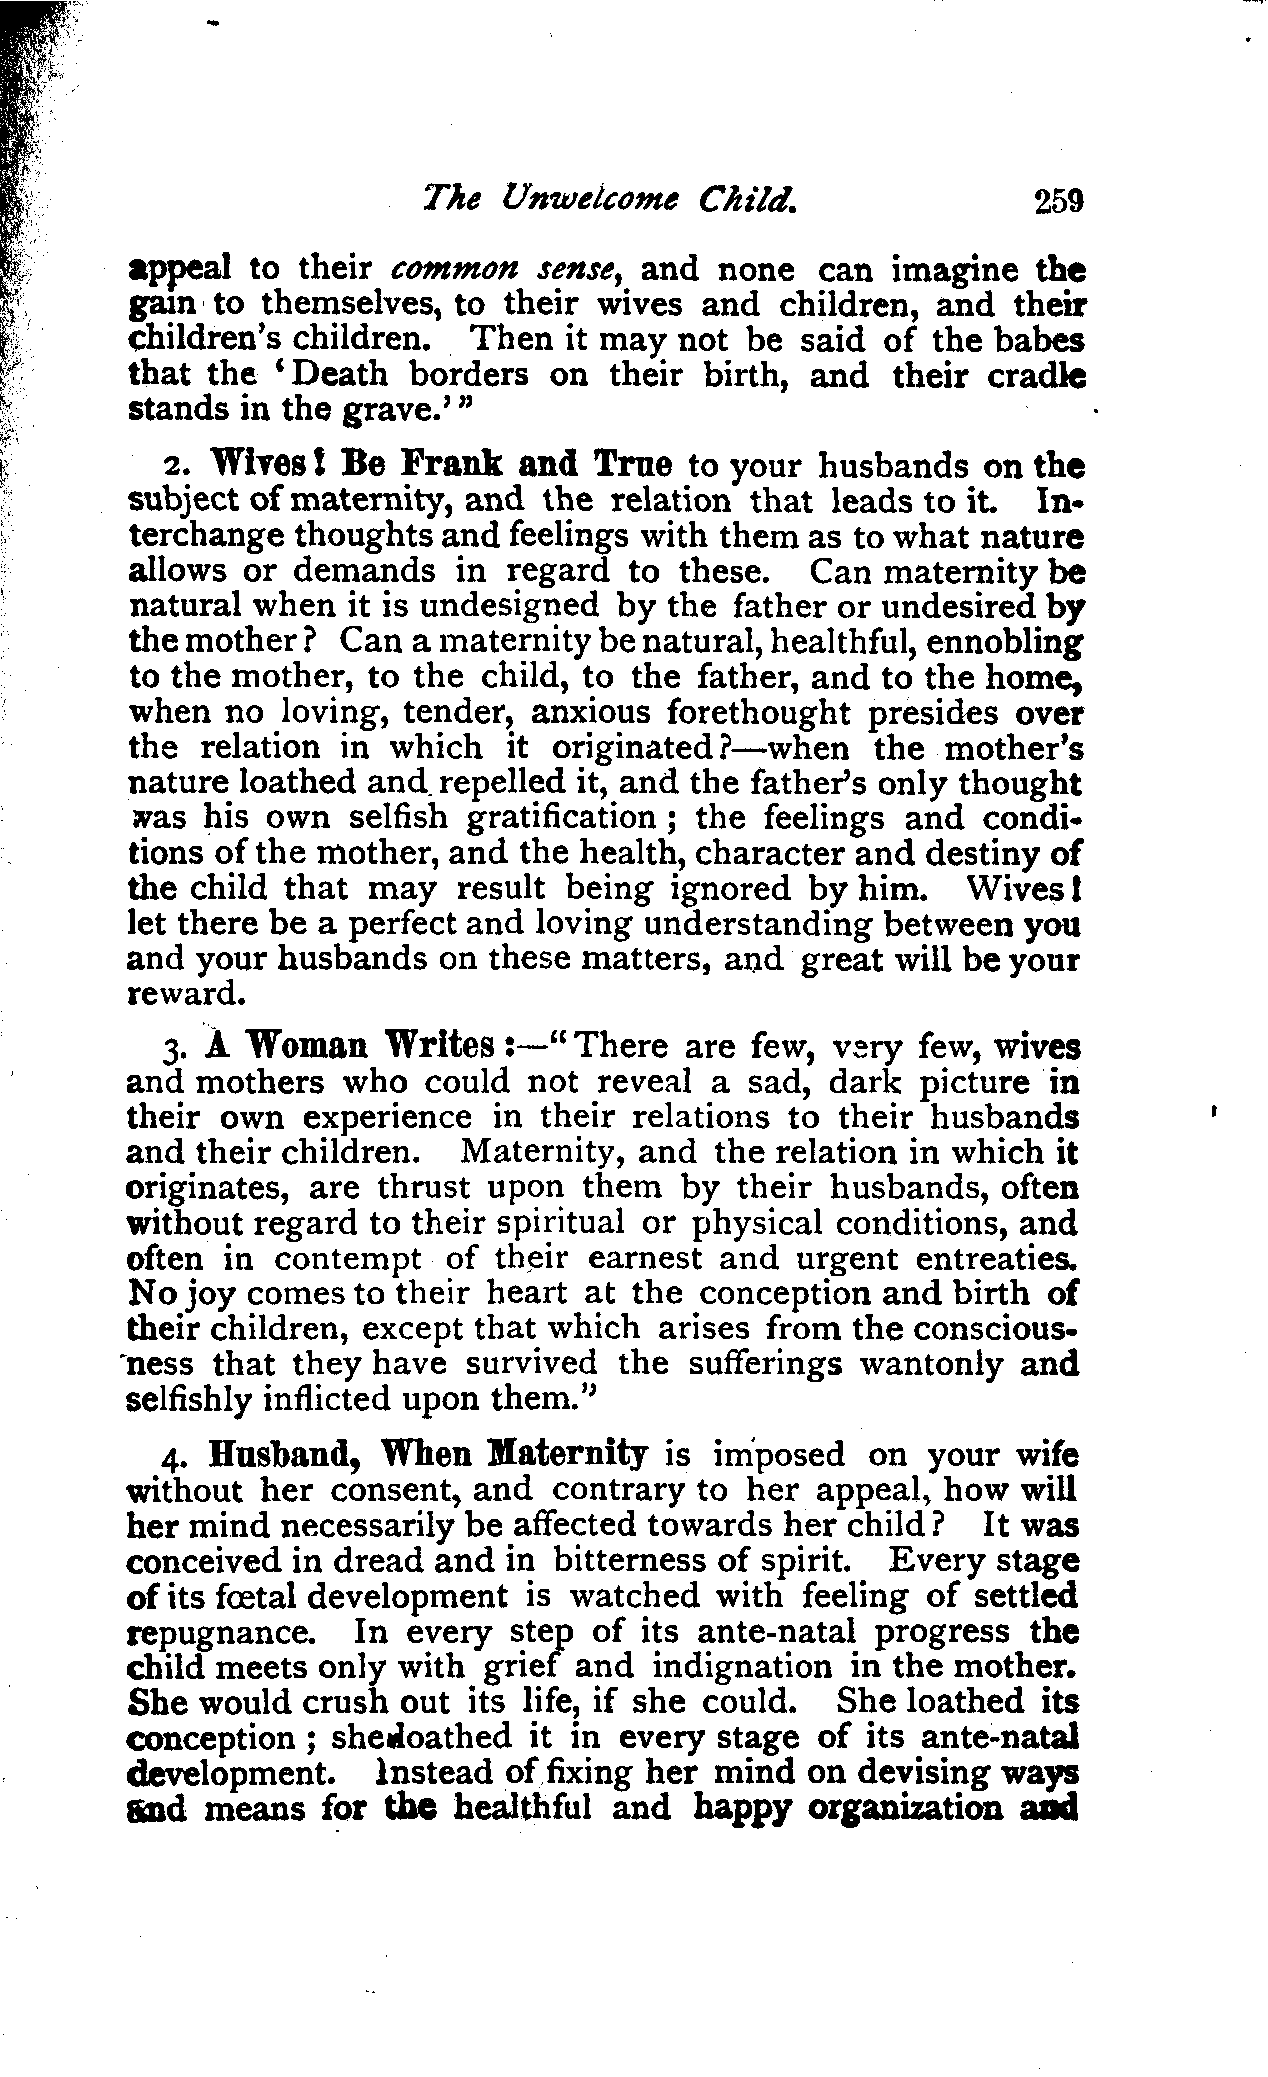 The Unwelcome Child. 259
appeal to their common sense, and none can imagine the
gain to themselves, to their wives and children, and their
children's children. Then it may not be said of the babes
that the ‘Death borders on their birth, and their cradle
stands in the grave.’”
2. Wives! Be Frank and True to your husbands on the
subject of maternity, and the relation that leads to it. In-
terchange thoughts and feelings with them as to what nature
allows or demands in regard to these. Can maternity be
natural when it is undesigned by the father or undesired by
the mother? Can a maternity be natural, healthful, ennobling
to the mother, to the child, to the father, and to the home,
when no loving, tender, anxious forethought presides over
the relation in which it originated?—when the mother's
nature loathed and repelled it, and the father's only thought
was his own selfish gratification; the feelings and condi-
tions of the mother, and the health, character and destiny of
the child that may result being ignored by him. Wives!
let there be a perfect and loving understanding between you
and your husbands on these matters, and great will be your
reward.
3. A Woman Writes:—“There are few, very few, wives
and mothers who could not reveal a sad, dark picture in
their own experience in their relations to their husbands
and their children. Maternity, and the relation in which it
originates, are thrust upon them by their husbands, often
without regard to their spiritual or physical conditions, and
often in contempt of their earnest and urgent entreaties.
No joy comes to their heart at the conception and birth of
their children, except that which arises from the conscious-
ness that they have survived the sufferings wantonly and
selfishly inflicted upon them.”
4. Husband, When Maternity is imposed on your wife
without her consent, and contrary to her appeal, how will
her mind necessarily be affected towards her child? It was
conceived in dread and in bitterness of spirit. Every stage
of its fœtal development is watched with feeling of settled
repugnance. In every step of its ante-natal progress the
child meets only with grief and indignation in the mother.
She would crush out its life, if she could. She loathed its
conception; she loathed it in every stage of its ante-natal
development. Instead of fixing her mind on devising ways
and means for the healthful and happy organization and